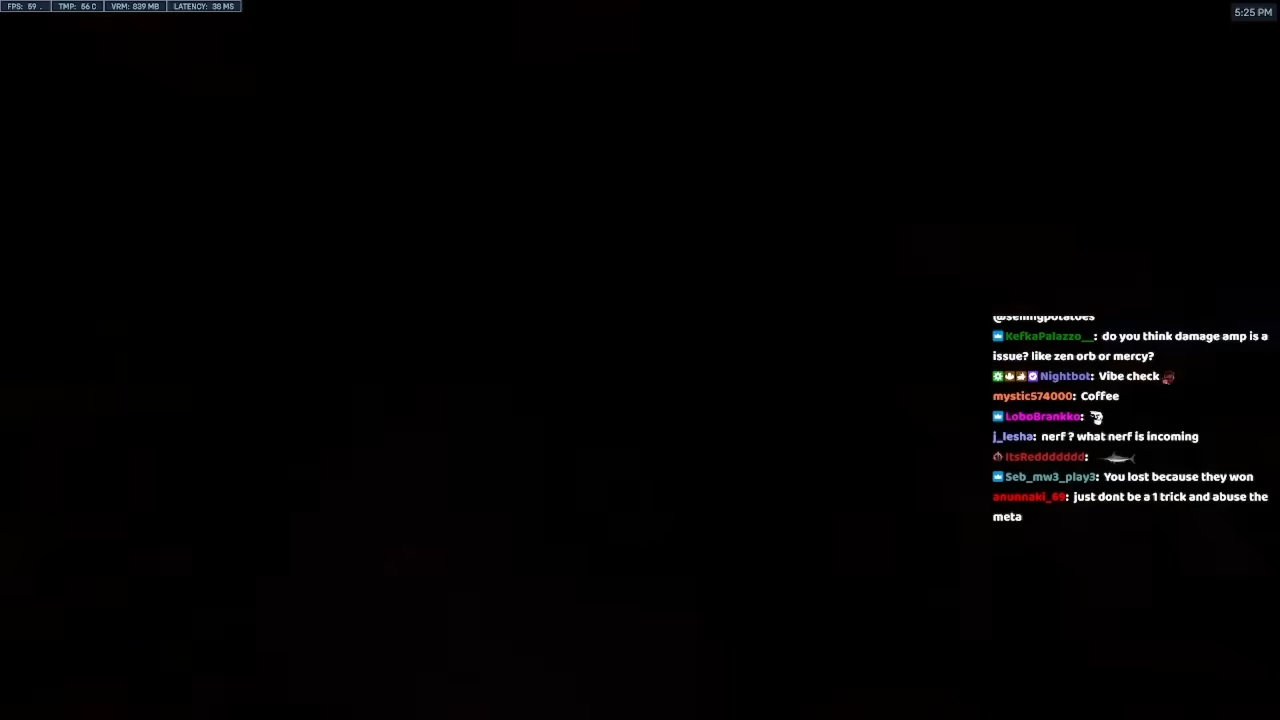 FPS: 59 . TMP: 56 C VRM: 839 MB LATENCY: 38 MS
5:25 PM
@sellingpotatoes
KefkaPalazzo__: do you think damage amp is a
issue? like zen orb or mercy?
Nightbot: Vibe check
mystic574000: Coffee
LoboBrankko:
j_lesha: nerf ? what nerf is incoming
ItsReddddddd:
Seb_mw3_play3: You lost because they won
anunnaki_69: just dont be a 1 trick and abuse the
meta